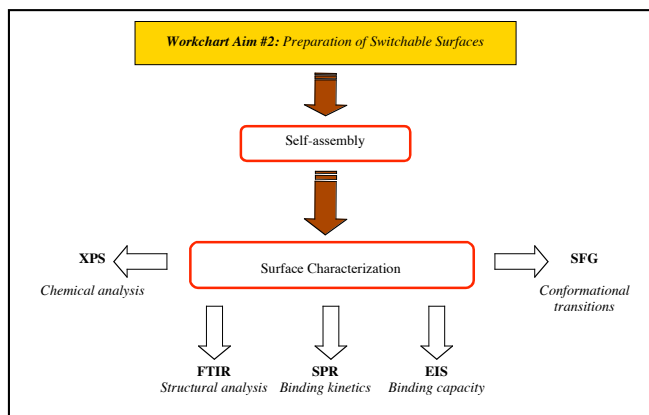 Workchart Aim #2: Preparation of Switchable Surfaces
Self-assembly
XPS
Chemical analysis
Surface Characterization
SFG
Conformational
transitions
FTIR
Structural analysis
SPR
Binding kinetics
EIS
Binding capacity